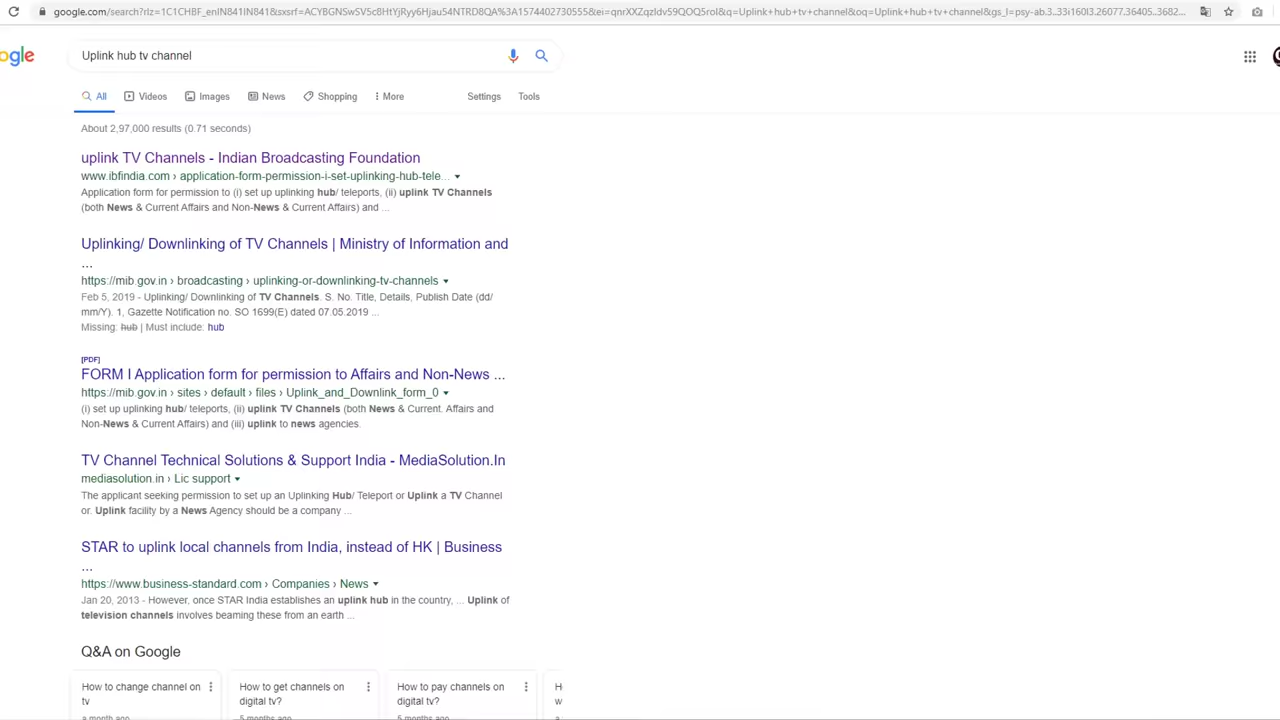 google.com/search?rlz=1C1CHBF_enIN841IN841&sxsrf=ACYBGNSwSV5c8HtYjRyy6Hjau54NTRD8QA%3A1574402730555&ei=qnrXXZqzIdv59QOQ5roI&q=Uplink+hub+tv+channel&oq=Uplink+hub+tv+channel&gs_l=psy-ab.3..33i160l3.26077.36405..3682...
ogle
Uplink hub tv channel
All Videos Images News Shopping More Settings Tools
About 2,97,000 results (0.71 seconds)
uplink TV Channels - Indian Broadcasting Foundation
www.ibfindia.com › application-form-permission-i-set-uplinking-hub-tele...
Application form for permission to (i) set up uplinking hub/ teleports, (ii) uplink TV Channels
(both News & Current Affairs and Non-News & Current Affairs) and ...
Uplinking/ Downlinking of TV Channels | Ministry of Information and
...
https://mib.gov.in › broadcasting › uplinking-or-downlinking-tv-channels
Feb 5, 2019 - Uplinking/ Downlinking of TV Channels. S. No. Title, Details, Publish Date (dd/
mm/Y). 1, Gazette Notification no. SO 1699(E) dated 07.05.2019 ...
Missing: hub | Must include: hub
[PDF]
FORM I Application form for permission to Affairs and Non-News ...
https://mib.gov.in › sites › default › files › Uplink_and_Downlink_form_0
(i) set up uplinking hub/ teleports, (ii) uplink TV Channels (both News & Current. Affairs and
Non-News & Current Affairs) and (iii) uplink to news agencies.
TV Channel Technical Solutions & Support India - MediaSolution.In
mediasolution.in › Lic support
The applicant seeking permission to set up an Uplinking Hub/ Teleport or Uplink a TV Channel
or. Uplink facility by a News Agency should be a company ...
STAR to uplink local channels from India, instead of HK | Business
...
https://www.business-standard.com › Companies › News
Jan 20, 2013 - However, once STAR India establishes an uplink hub in the country, ... Uplink of
television channels involves beaming these from an earth ...
Q&A on Google
How to change channel on How to get channels on How to pay channels on
tv digital tv? digital tv?
a month ago 5 months ago 5 months ago